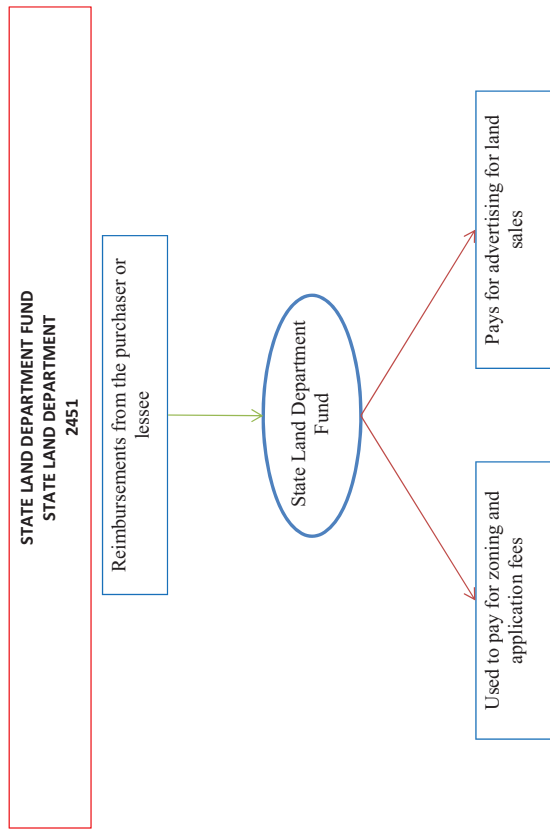 STATE LAND DEPARTMENT FUND
STATE LAND DEPARTMENT
2451
Reimbursements from the purchaser or
lessee
State Land Department
Fund
Used to pay for zoning and
application fees
Pays for advertising for land
sales